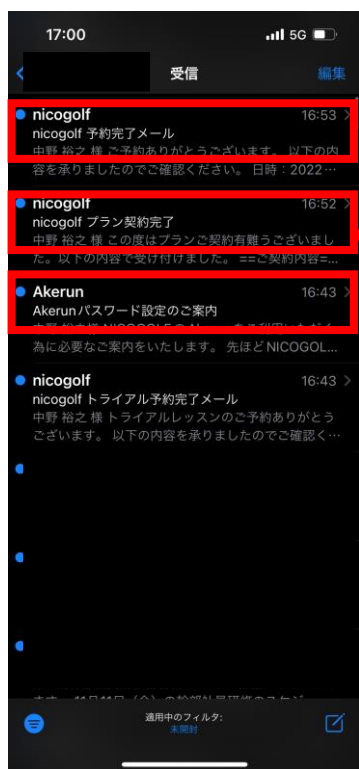 17:00 5G
受信 編集
nicogolf 16:53
nicogolf 予約完了メール
中野 裕之 様 ご予約ありがとうございます。 以下の内
容を承りましたのでご確認ください。 日時：2022…
nicogolf 16:52
nicogolf プラン契約完了
中野 裕之 様 この度はプランご契約有難うございまし
た。以下の内容で受け付けました。 ==ご契約内容=...
Akerun 16:43
Akerunパスワード設定のご案内
為に必要なご案内をいたします。 先ほどNICOGOL...
nicogolf 16:43
nicogolf トライアル予約完了メール
中野 裕之 様 トライアルレッスンのご予約ありがとう
ございます。 以下の内容を承りましたのでご確認く…
適用中のフィルタ:
未開封